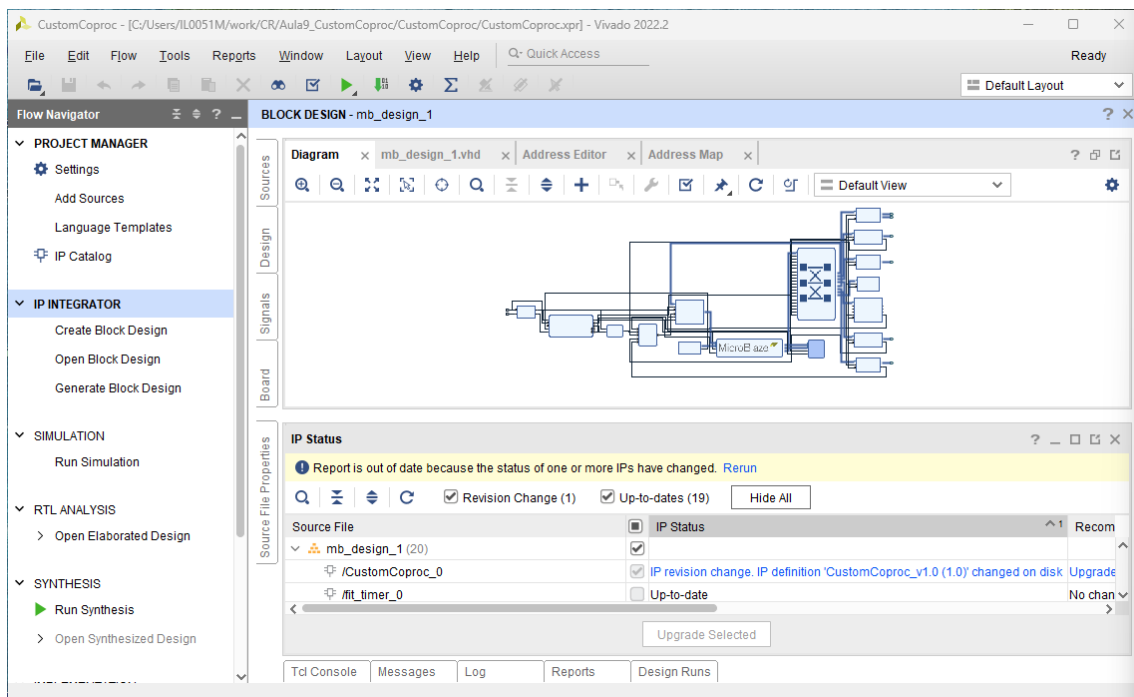 CustomCoproc - [C:/Users/IL0051M/work/CR/Aula9_CustomCoproc/CustomCoproc/CustomCoproc.xpr] - Vivado 2022.2
File Edit Flow Tools Reports Window Layout View Help Q- Quick Access Ready
Default Layout
Flow Navigator
BLOCK DESIGN - mb_design_1
PROJECT MANAGER
Settings
Add Sources
Language Templates
IP Catalog
IP INTEGRATOR
Create Block Design
Open Block Design
Generate Block Design
SIMULATION
Run Simulation
RTL ANALYSIS
Open Elaborated Design
SYNTHESIS
Run Synthesis
Open Synthesized Design
Sources
Design
Signals
Board
Source File Properties
Diagram mb_design_1.vhd Address Editor Address Map
Default View
MicroBlaze
IP Status
Report is out of date because the status of one or more IPs have changed. Rerun
Revision Change (1) Up-to-dates (19) Hide All
Source File IP Status 1 Recom
mb_design_1 (20)
/CustomCoproc_0 IP revision change. IP definition 'CustomCoproc_v1.0 (1.0)' changed on disk Upgrade
/fit_timer_0 Up-to-date No chan
Upgrade Selected
Tcl Console Messages Log Reports Design Runs